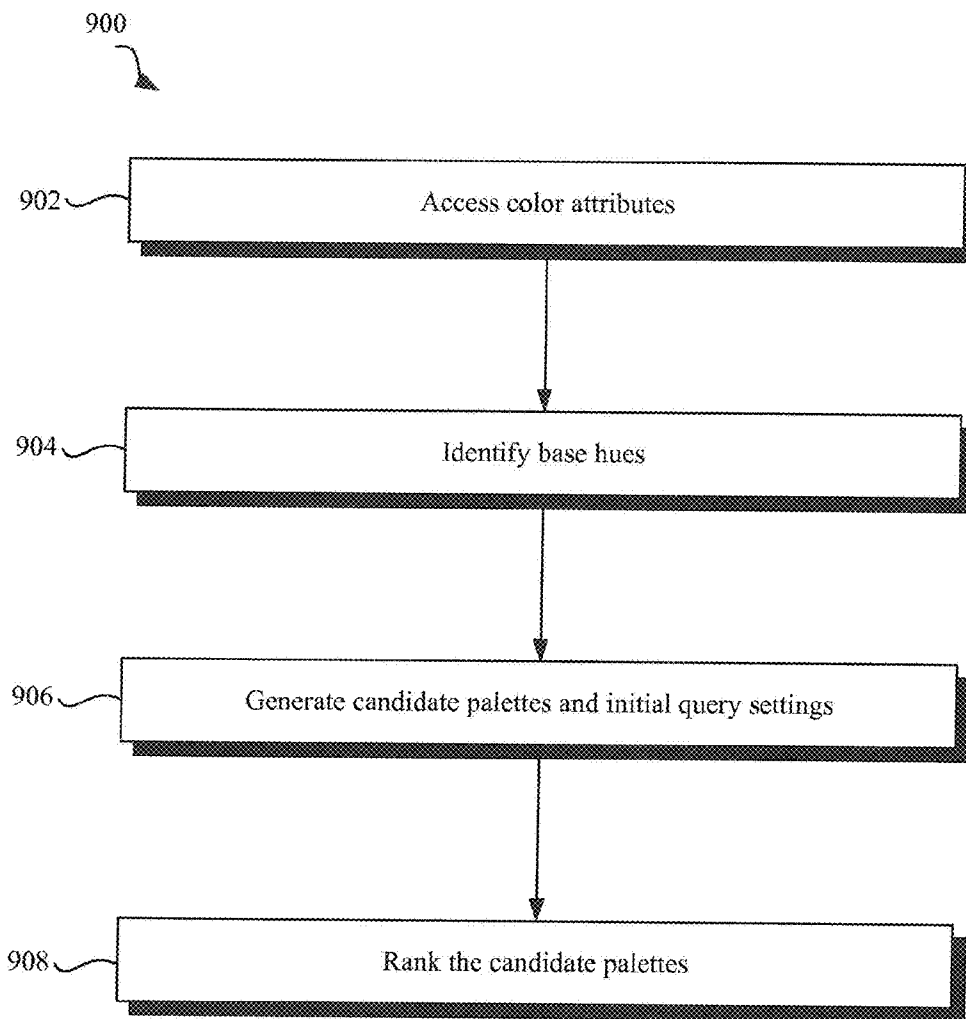 900
902
Access color attributes
904
Identify base hues
906
Generate candidate palettes and initial query settings
908
Rank the candidate palettes